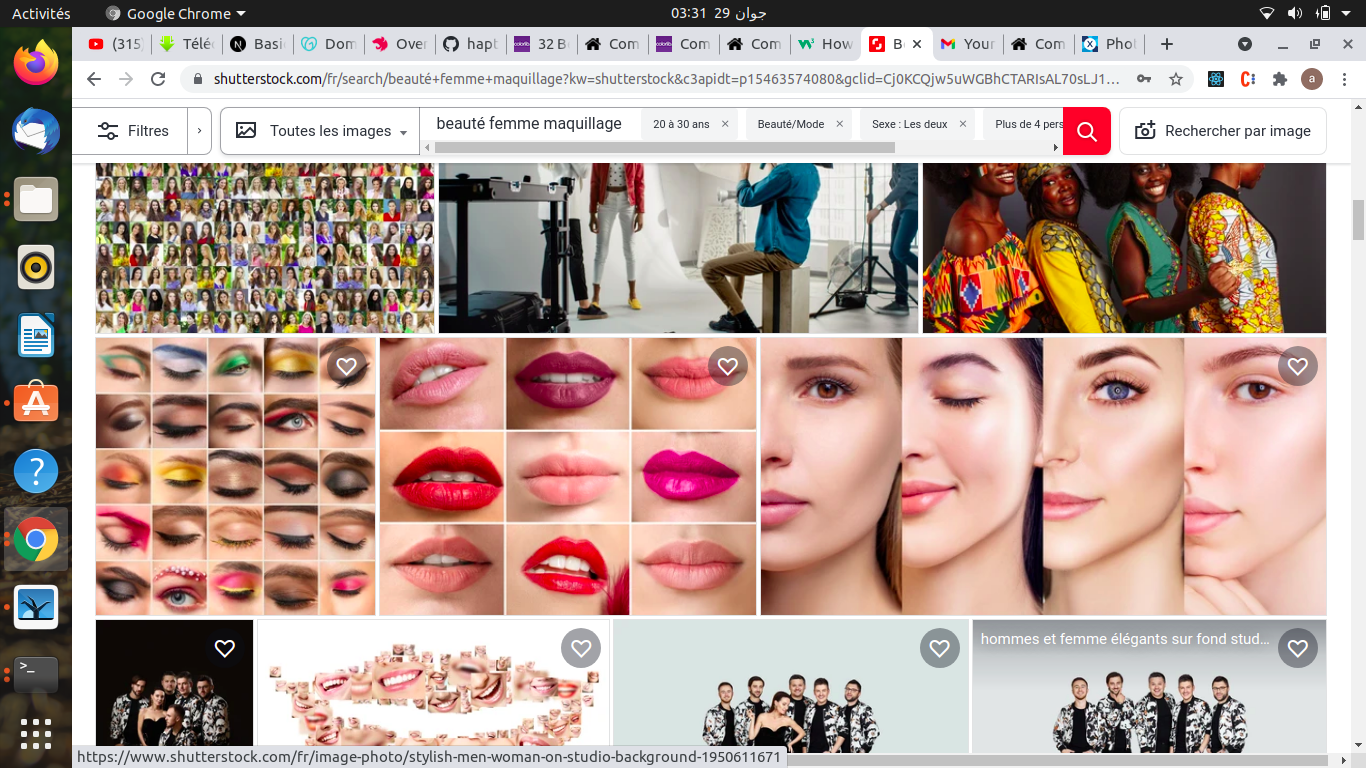 Activités
Google Chrome
03:31 29 جوان
(315)
Téléc
Basi
Dom
Over
hapt
32 B
Com
Com
Com
How
Be
Your
Com
Phot
shutterstock.com/fr/search/beauté+femme+maquillage?kw=shutterstock&c3apidt=p15463574080&gclid=Cj0KCQjw5uWGBhCTARIsAL70sLJ1...
a
Filtres
Toutes les images
beauté femme maquillage
20 à 30 ans
Beauté/Mode
Sexe : Les deux
Plus de 4 pers
Rechercher par image
hommes et femme élégants sur fond stud...
https://www.shutterstock.com/fr/image-photo/stylish-men-woman-on-studio-background-1950611671